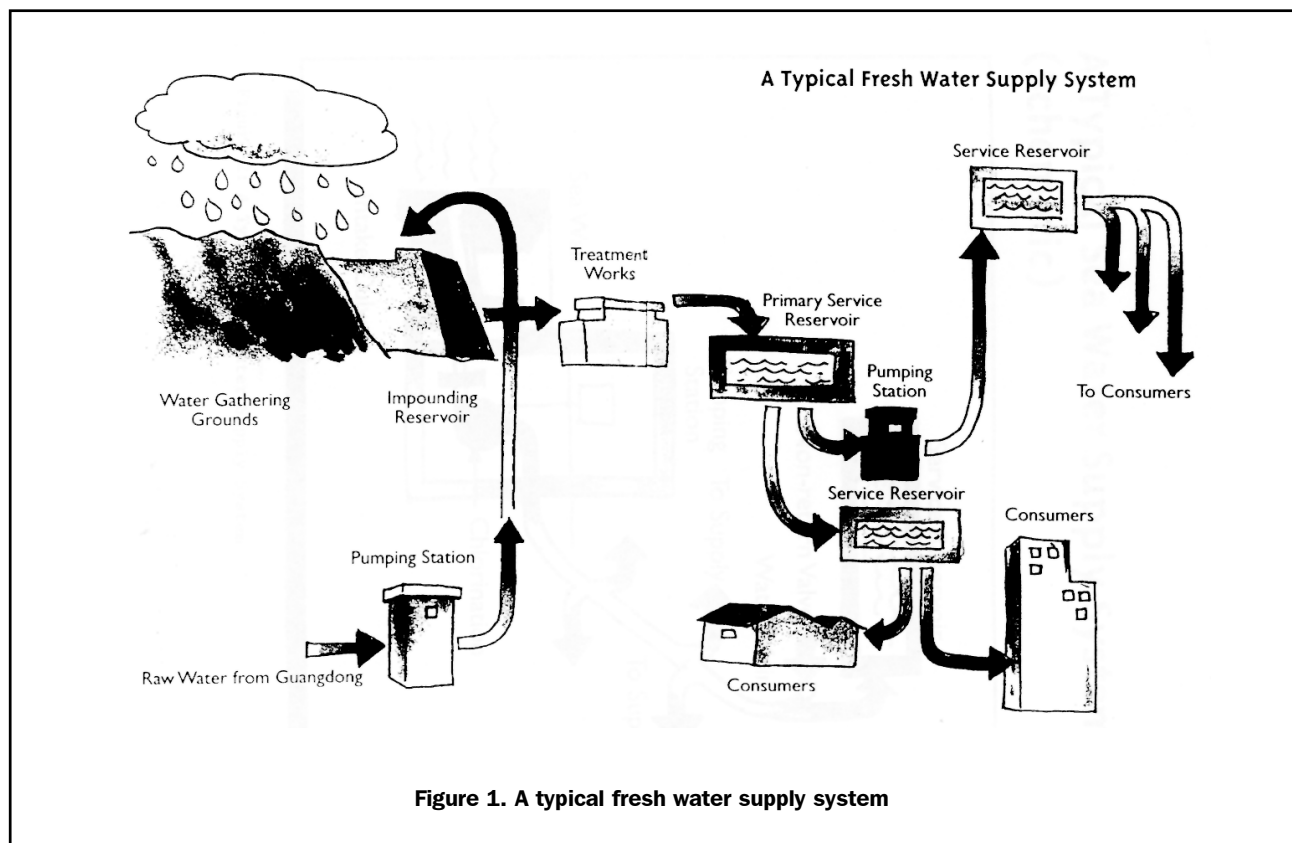 A Typical Fresh Water Supply System
Service Reservoir
Treatment
Works
Primary Service
Reservoir
Pumping
Station
To Consumers
Water Gathering
Grounds
Impounding
Reservoir
Service Reservoir
Consumers
Pumping Station
Raw Water from Guangdong
Consumers
Figure 1. A typical fresh water supply system